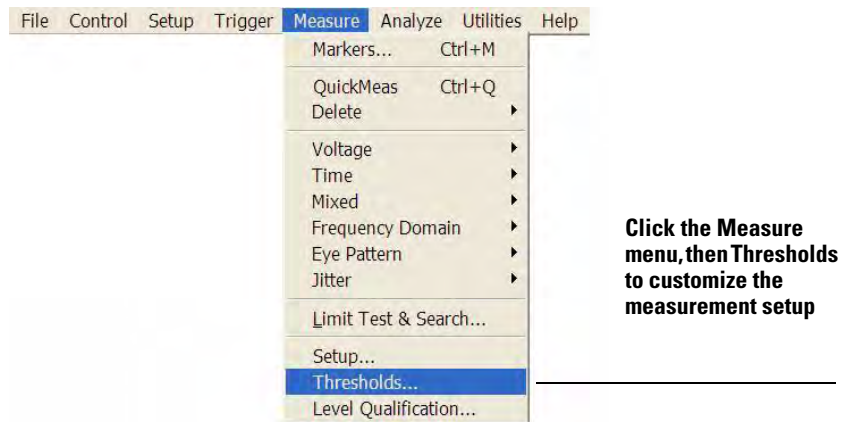 File Control Setup Trigger Measure Analyze Utilities Help
Markers... Ctrl+M
QuickMeas Ctrl+Q
Delete
Voltage
Time
Mixed
Frequency Domain
Eye Pattern
Jitter
Limit Test & Search...
Setup...
Thresholds...
Level Qualification...
Click the Measure
menu, then Thresholds
to customize the
measurement setup